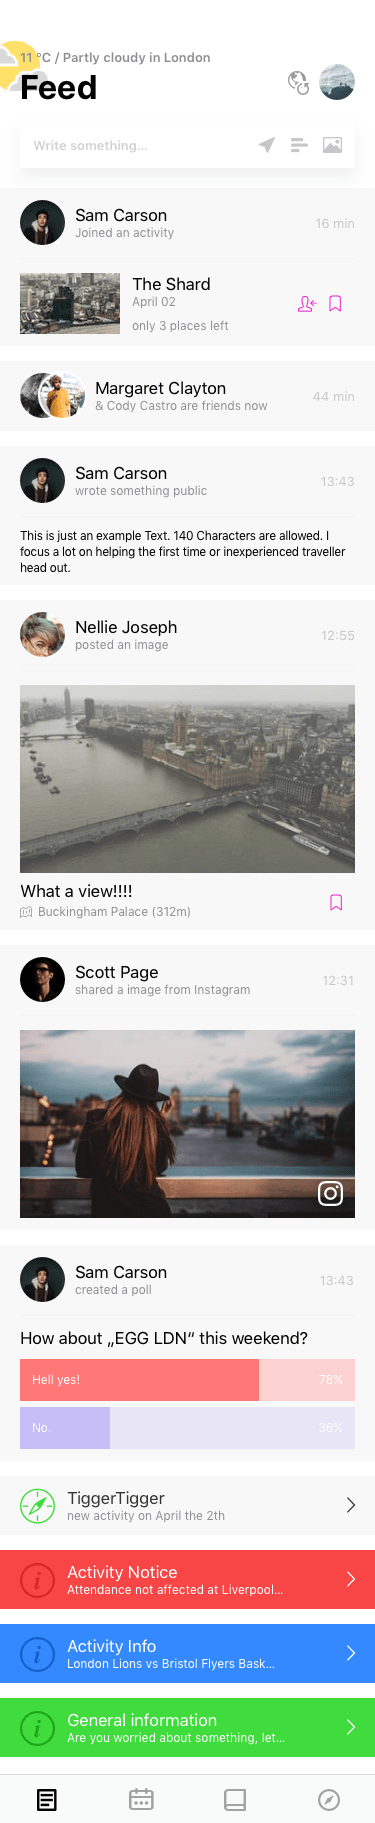 11 °C / Partly cloudy in London
Feed
Write something...
Sam Carson
16 min
Joined an activity
The Shard
April 02
only 3 places left
Margaret Clayton
44 min
& Cody Castro are friends now
Sam Carson
13:43
wrote something public
This is just an example Text. 140 Characters are allowed. I
focus a lot on helping the first time or inexperienced traveller
head out.
Nellie Joseph
12:55
posted an image
What a view!!!!
Buckingham Palace (312m)
Scott Page
12:31
shared a image from Instagram
Sam Carson
13:43
created a poll
How about „EGG LDN“ this weekend?
Hell yes!
78%
No.
36%
TiggerTigger
new activity on April the 2th
Activity Notice
Attendance not affected at Liverpool...
Activity Info
London Lions vs Bristol Flyers Bask...
General information
Are you worried about something, let...